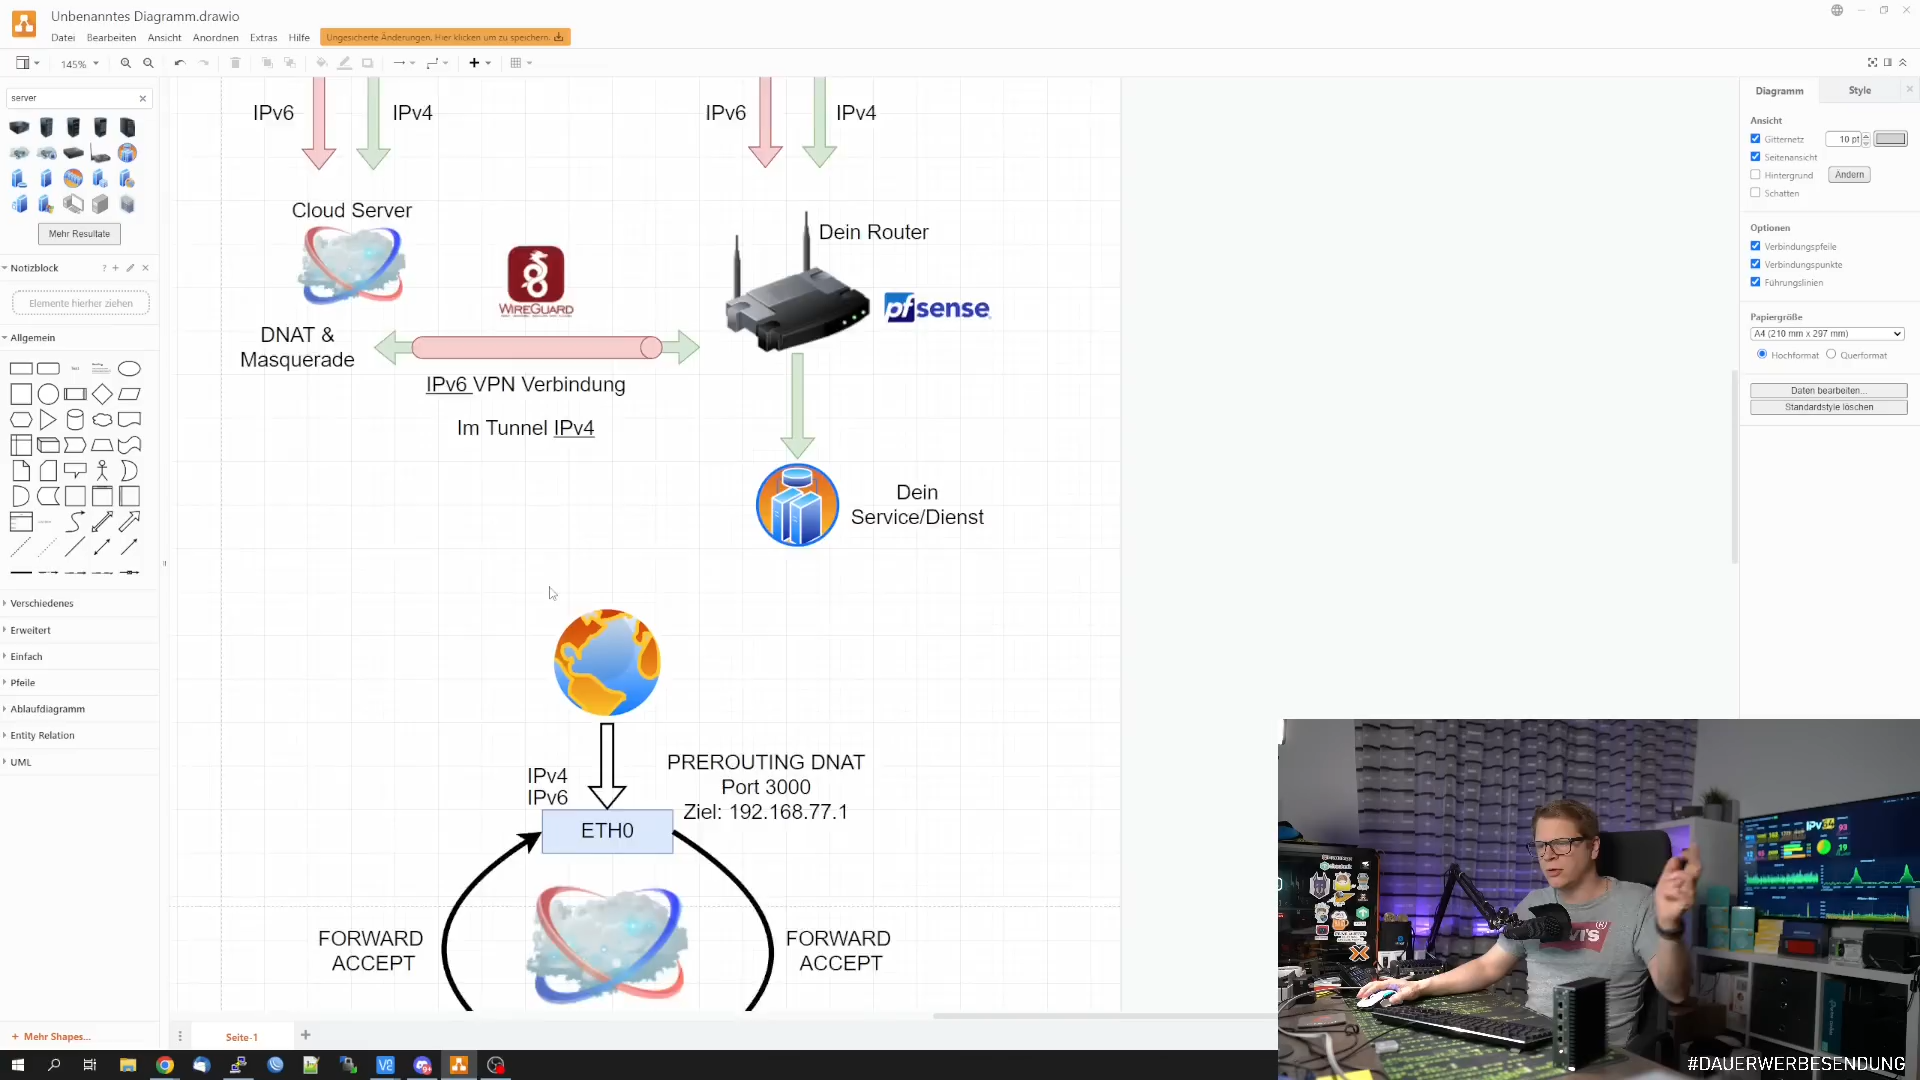 Unbenanntes Diagramm.drawio
Datei Bearbeiten Ansicht Anordnen Extras Hilfe
Ungesicherte Änderungen. Hier klicken um zu speichern.
145%
server
Mehr Resultate
Notizblock
Elemente hierher ziehen
Allgemein
Verschiedenes
Erweitert
Einfach
Pfeile
Ablaufdiagramm
Entity Relation
UML
+ Mehr Shapes...
IPv6
IPv4
IPv6
IPv4
Cloud Server
WIREGUARD
Dein Router
pfsense
DNAT &
Masquerade
IPv6 VPN Verbindung
Im Tunnel IPv4
Dein
Service/Dienst
IPv4
IPv6
PREROUTING DNAT
Port 3000
Ziel: 192.168.77.1
ETH0
FORWARD
ACCEPT
FORWARD
ACCEPT
Seite-1
Diagramm
Style
Ansicht
Gitternetz
10 pt
Seitenansicht
Hintergrund
Ändern
Schatten
Optionen
Verbindungspfeile
Verbindungspunkte
Führungslinien
Papiergröße
A4 (210 mm x 297 mm)
Hochformat
Querformat
Daten bearbeiten...
Standardstyle löschen
#DAUERWERBESENDUNG